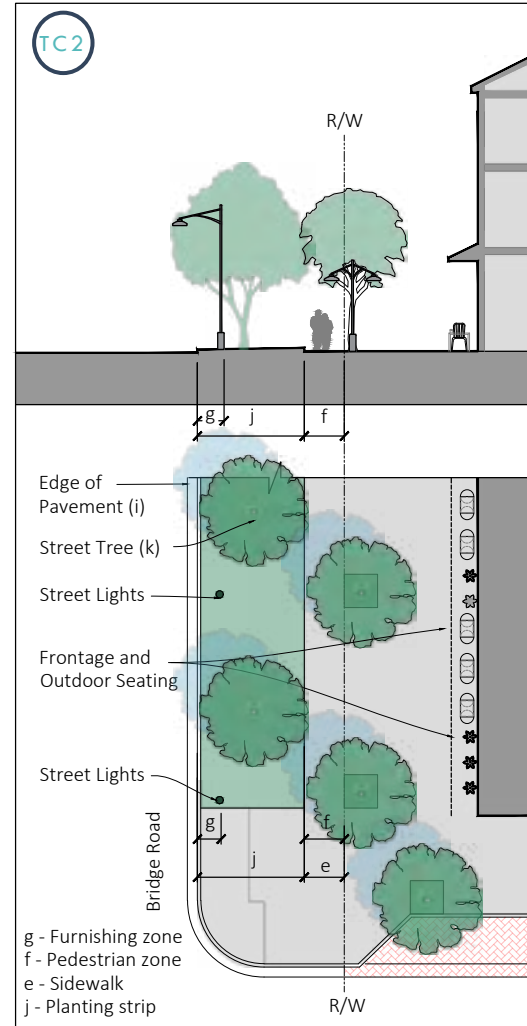 TC2
R/W
g
j
f
Edge of
Pavement (i)
Street Tree (k)
Street Lights
Frontage and
Outdoor Seating
Street Lights
g
f
j
e
Bridge Road
g - Furnishing zone
f - Pedestrian zone
e - Sidewalk
j - Planting strip
R/W